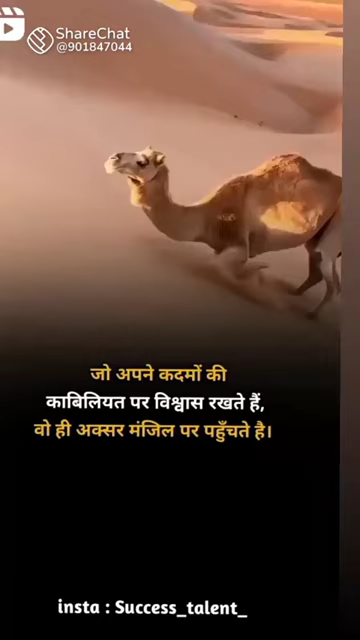 ShareChat
@901847044
जो अपने कदमों की
काबिलियत पर विश्वास रखते हैं,
वो ही अक्सर मंजिल पर पहुँचते है।
insta : Success_talent_